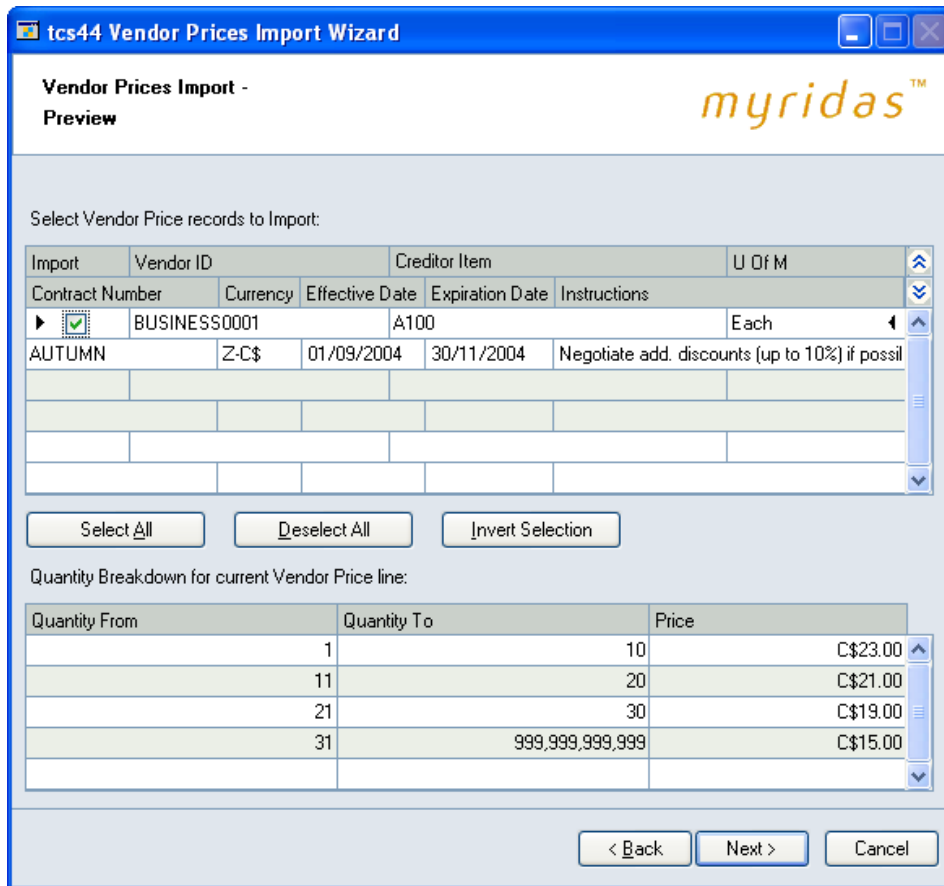 tcs44 Vendor Prices Import Wizard
Vendor Prices Import -
Preview
myridas™
Select Vendor Price records to Import:
Import Vendor ID Creditor Item U Of M
Contract Number Currency Effective Date Expiration Date Instructions
BUSINESS0001 A100 Each
AUTUMN Z-C$ 01/09/2004 30/11/2004 Negotiate add. discounts (up to 10%) if possil
Select All Deselect All Invert Selection
Quantity Breakdown for current Vendor Price line:
Quantity From Quantity To Price
1 10 C$23.00
11 20 C$21.00
21 30 C$19.00
31 999,999,999,999 C$15.00
< Back Next > Cancel